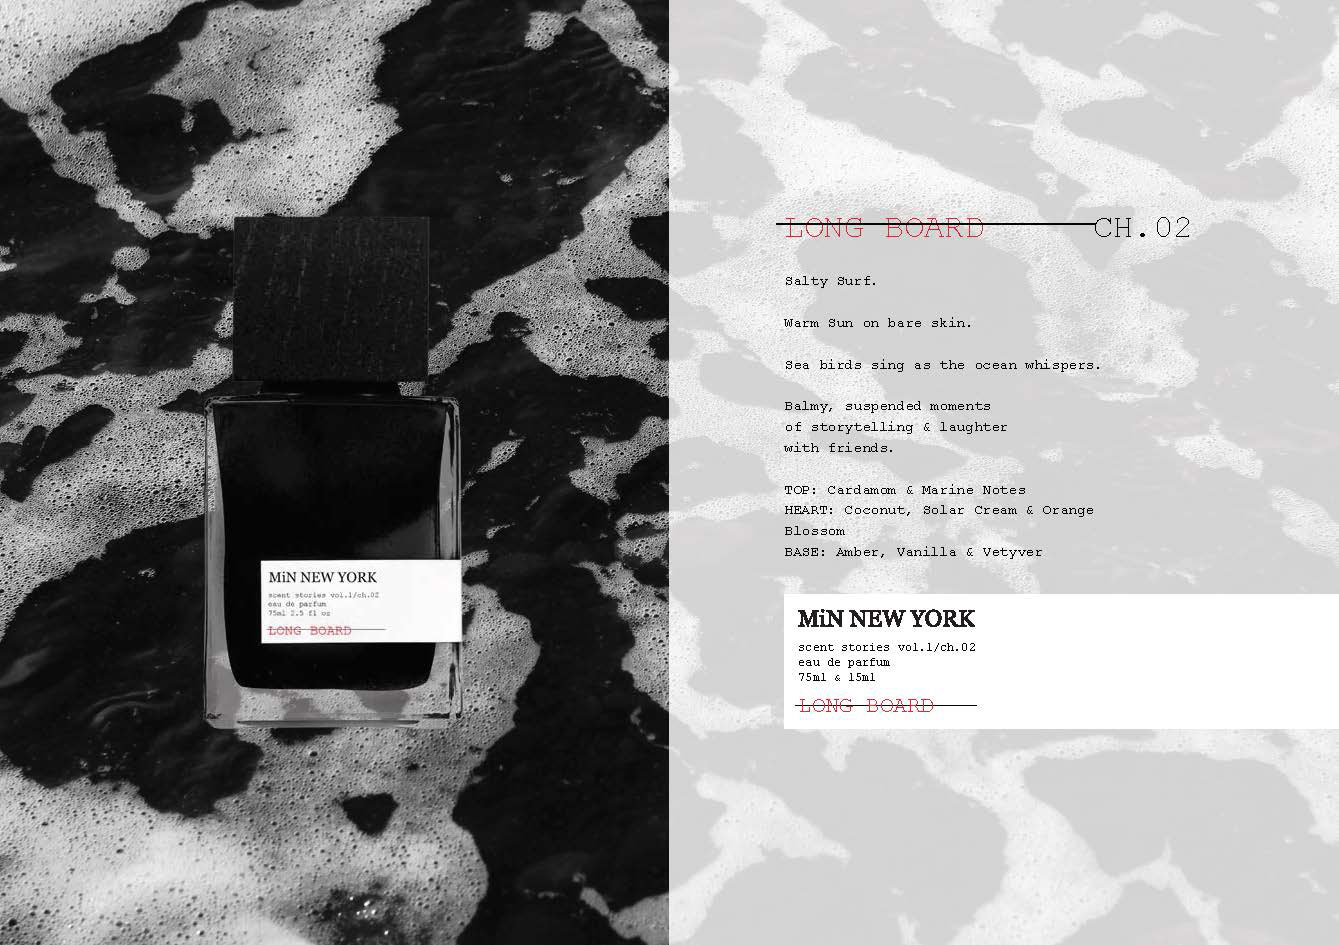 MiN NEW YORK
scent stories vol.1/ch.02
eau de parfum
75ml 2.5 fl oz
LONG BOARD
LONG BOARD CH.02
Salty Surf.
Warm Sun on bare skin.
Sea birds sing as the ocean whispers.
Balmy, suspended moments
of storytelling & laughter
with friends.
TOP: Cardamom & Marine Notes
HEART: Coconut, Solar Cream & Orange
Blossom
BASE: Amber, Vanilla & Vetyver
MiN NEW YORK
scent stories vol.1/ch.02
eau de parfum
75ml & 15ml
LONG BOARD